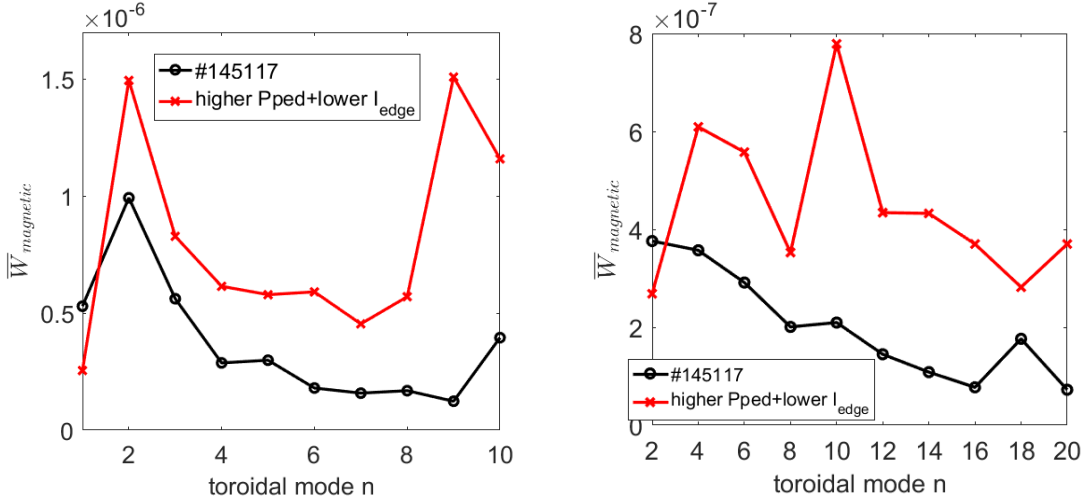 ×10⁻⁶
1.5
1
0.5
0
W̅ magnetic
#145117
higher Pped+lower I_edge
2 4 6 8 10
toroidal mode n
×10⁻⁷
8
6
4
2
0
W̅ magnetic
#145117
higher Pped+lower I_edge
2 4 6 8 10 12 14 16 18 20
toroidal mode n